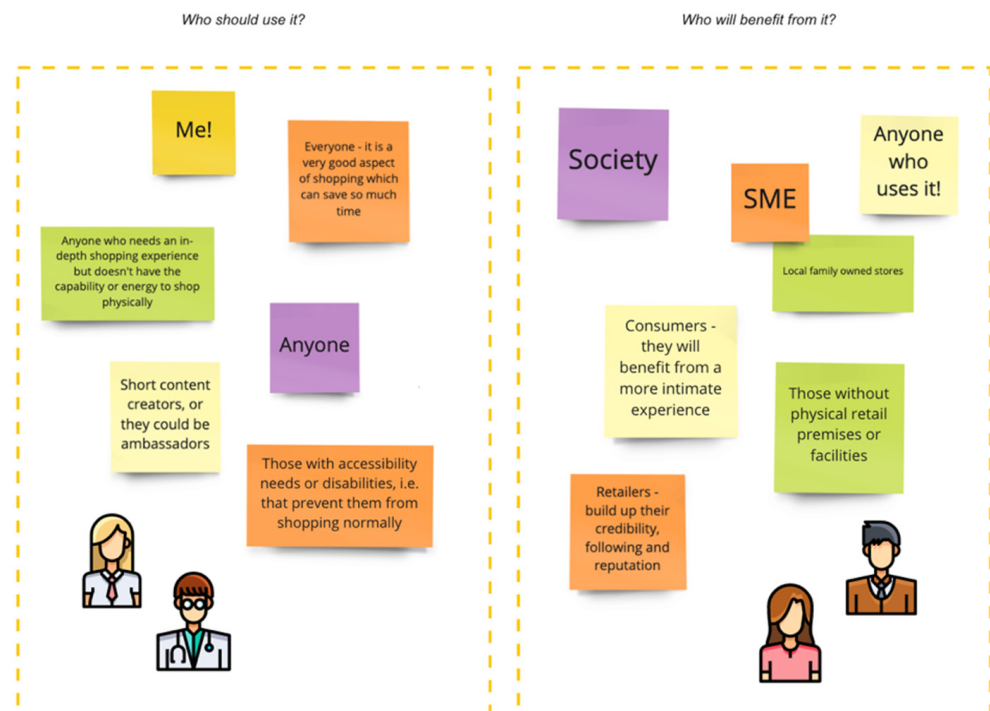 Who should use it?
Who will benefit from it?
Me!
Everyone - it is a
very good aspect
of shopping which
can save so much
time
Anyone who needs an in-
depth shopping experience
but doesn't have the
capability or energy to shop
physically
Anyone
Short content
creators, or
they could be
ambassadors
Those with accessibility
needs or disabilities, i.e.
that prevent them from
shopping normally
Society
SME
Anyone
who
uses it!
Local family owned stores
Consumers -
they will
benefit from a
more intimate
experience
Those without
physical retail
premises or
facilities
Retailers -
build up their
credibility,
following and
reputation